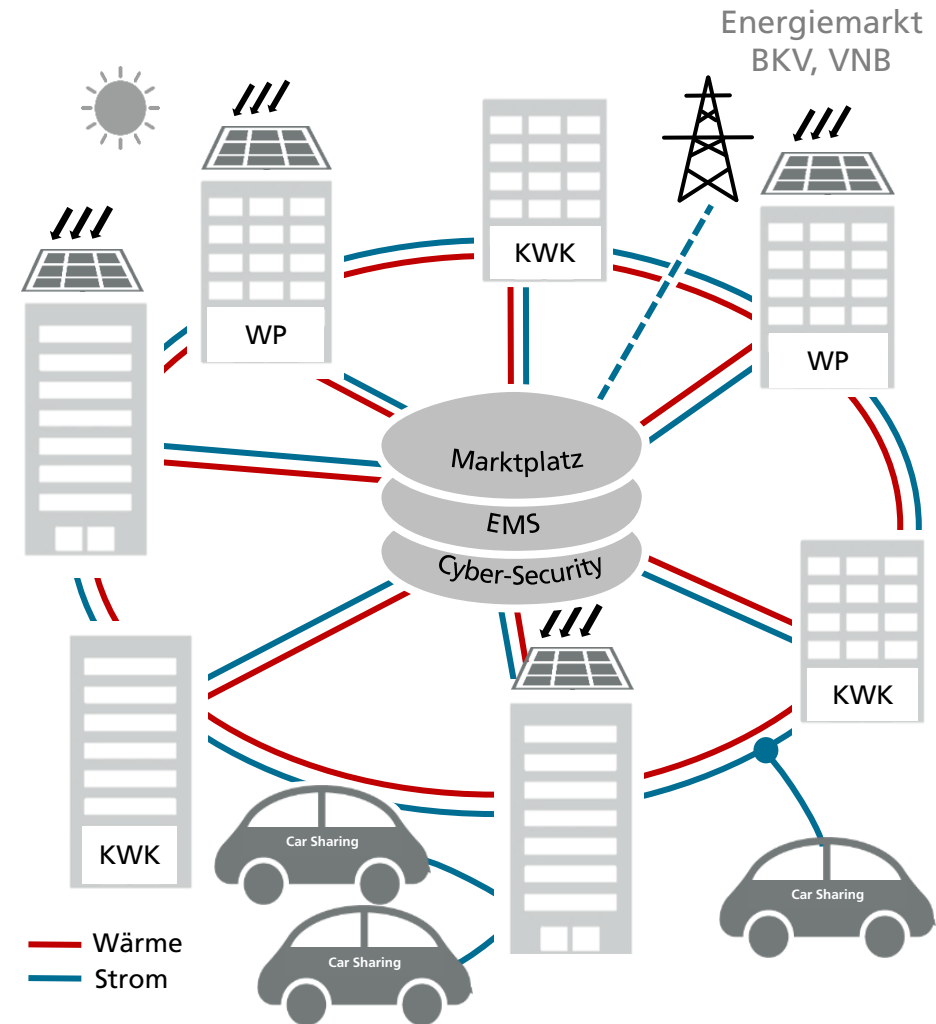 Energiemarkt
BKV, VNB
KWK
WP
WP
Marktplatz
EMS
Cyber-Security
KWK
KWK
Car Sharing
Car Sharing
Car Sharing
Wärme
Strom